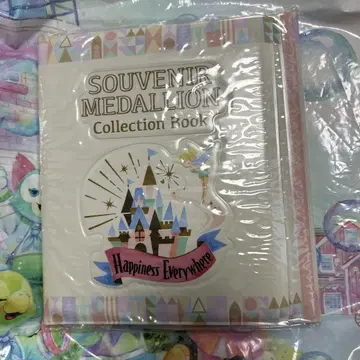 SOUVENIR
MEDALLION
Collection Book
Happiness Everywhere